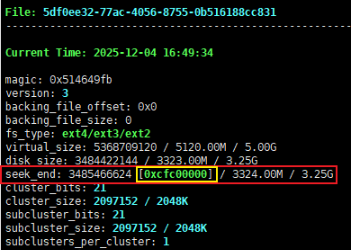 File: 5df0ee32-77ac-4056-8755-0b516188cc831
Current Time: 2025-12-04 16:49:34
magic: 0x514649fb
version: 3
backing_file_offset: 0x0
backing_file_size: 0
fs_type: ext4/ext3/ext2
virtual_size: 5368709120 / 5120.00M / 5.00G
disk_size: 3484422144 / 3323.00M / 3.25G
seek_end: 3485466624 [0xcfc00000] / 3324.00M / 3.25G
cluster_bits: 21
cluster_size: 2097152 / 2048K
subcluster_bits: 21
subcluster_size: 2097152 / 2048K
subclusters_per_cluster: 1